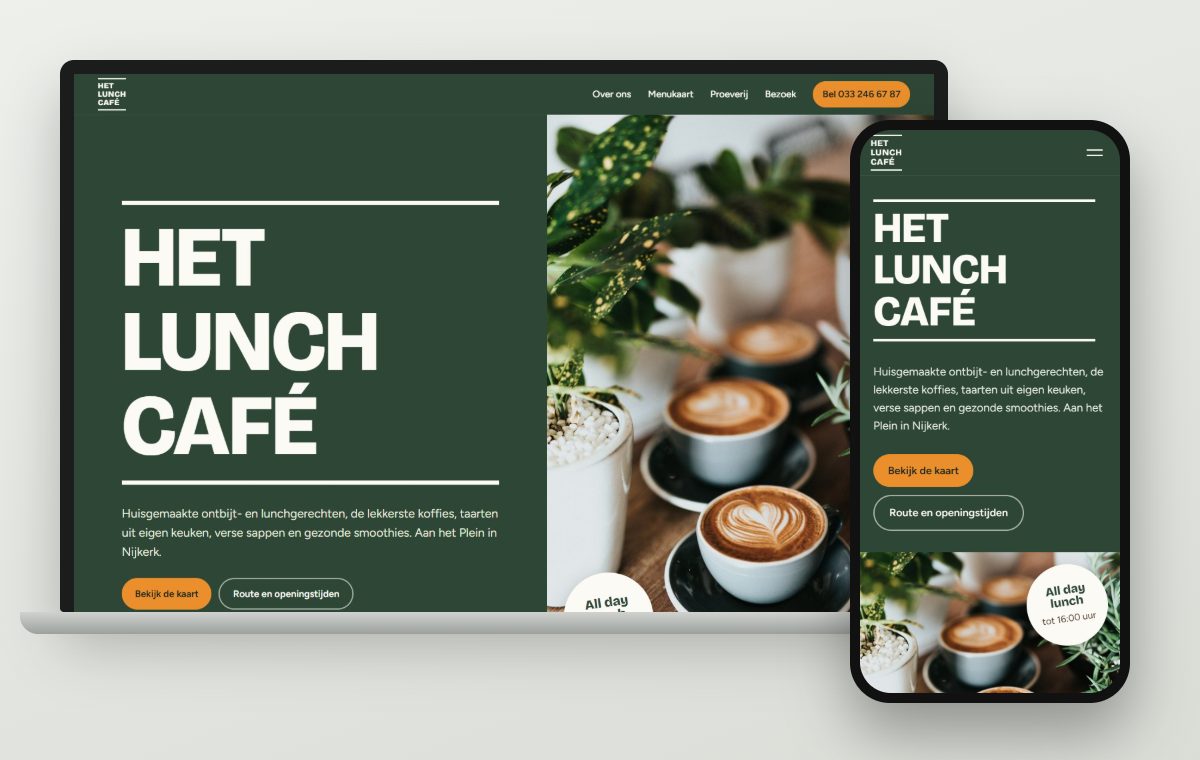 HET
LUNCH
CAFÉ
Over ons
Menukaart
Proeverij
Bezoek
Bel 033 246 67 87
HET
LUNCH
CAFÉ
Huisgemaakte ontbijt- en lunchgerechten, de lekkerste koffies, taarten
uit eigen keuken, verse sappen en gezonde smoothies. Aan het Plein in
Nijkerk.
Bekijk de kaart
Route en openingstijden
All day
HET
LUNCH
CAFÉ
HET
LUNCH
CAFÉ
Huisgemaakte ontbijt- en lunchgerechten, de
lekkerste koffies, taarten uit eigen keuken,
verse sappen en gezonde smoothies. Aan het
Plein in Nijkerk.
Bekijk de kaart
Route en openingstijden
All day
lunch
tot 16:00 uur